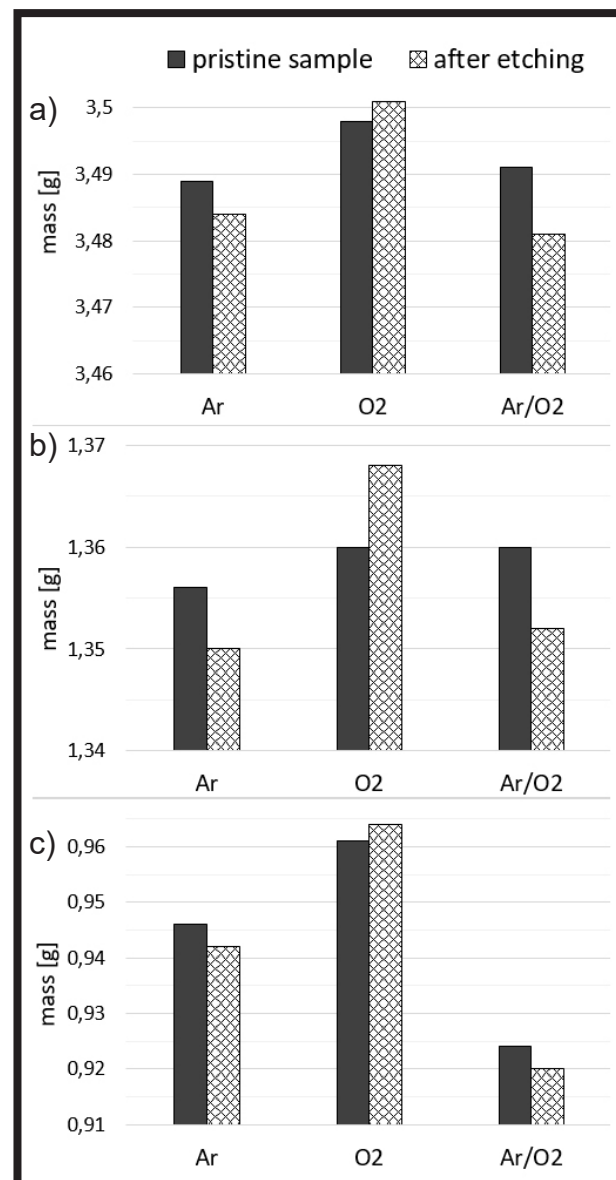 pristine sample after etching
a)
mass [g]
3,5
3,49
3,48
3,47
3,46
Ar O2 Ar/O2
b)
mass [g]
1,37
1,36
1,35
1,34
Ar O2 Ar/O2
c)
mass [g]
0,96
0,95
0,94
0,93
0,92
0,91
Ar O2 Ar/O2